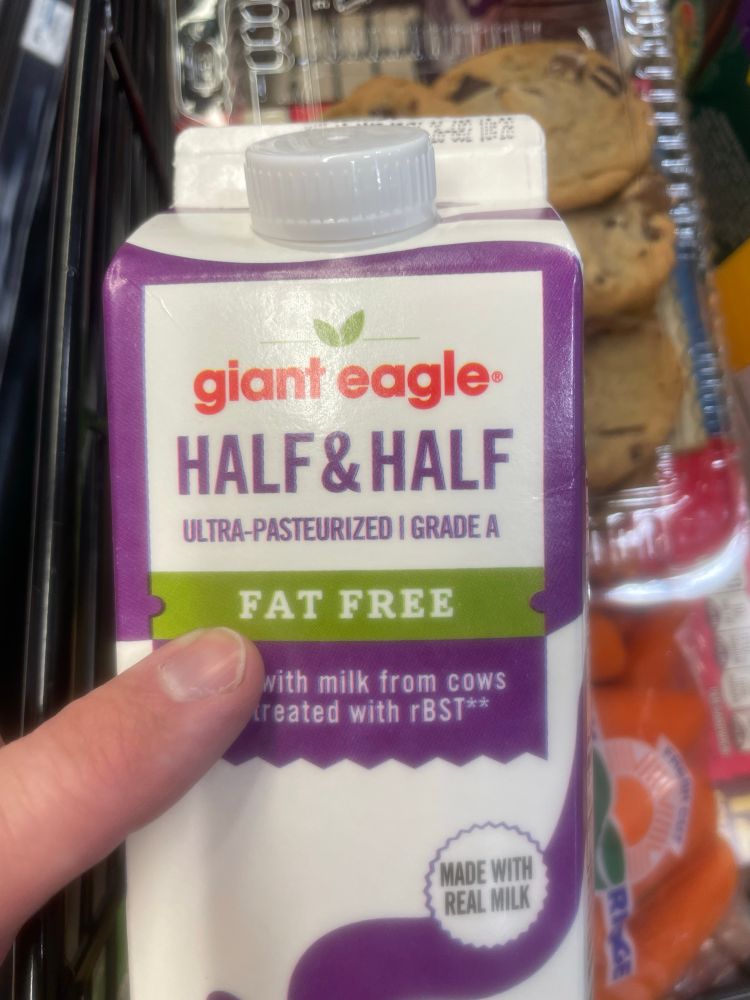 giant eagle®
HALF & HALF
ULTRA-PASTEURIZED | GRADE A
FAT FREE
with milk from cows
treated with rBST**
MADE WITH
REAL MILK
RIDGE